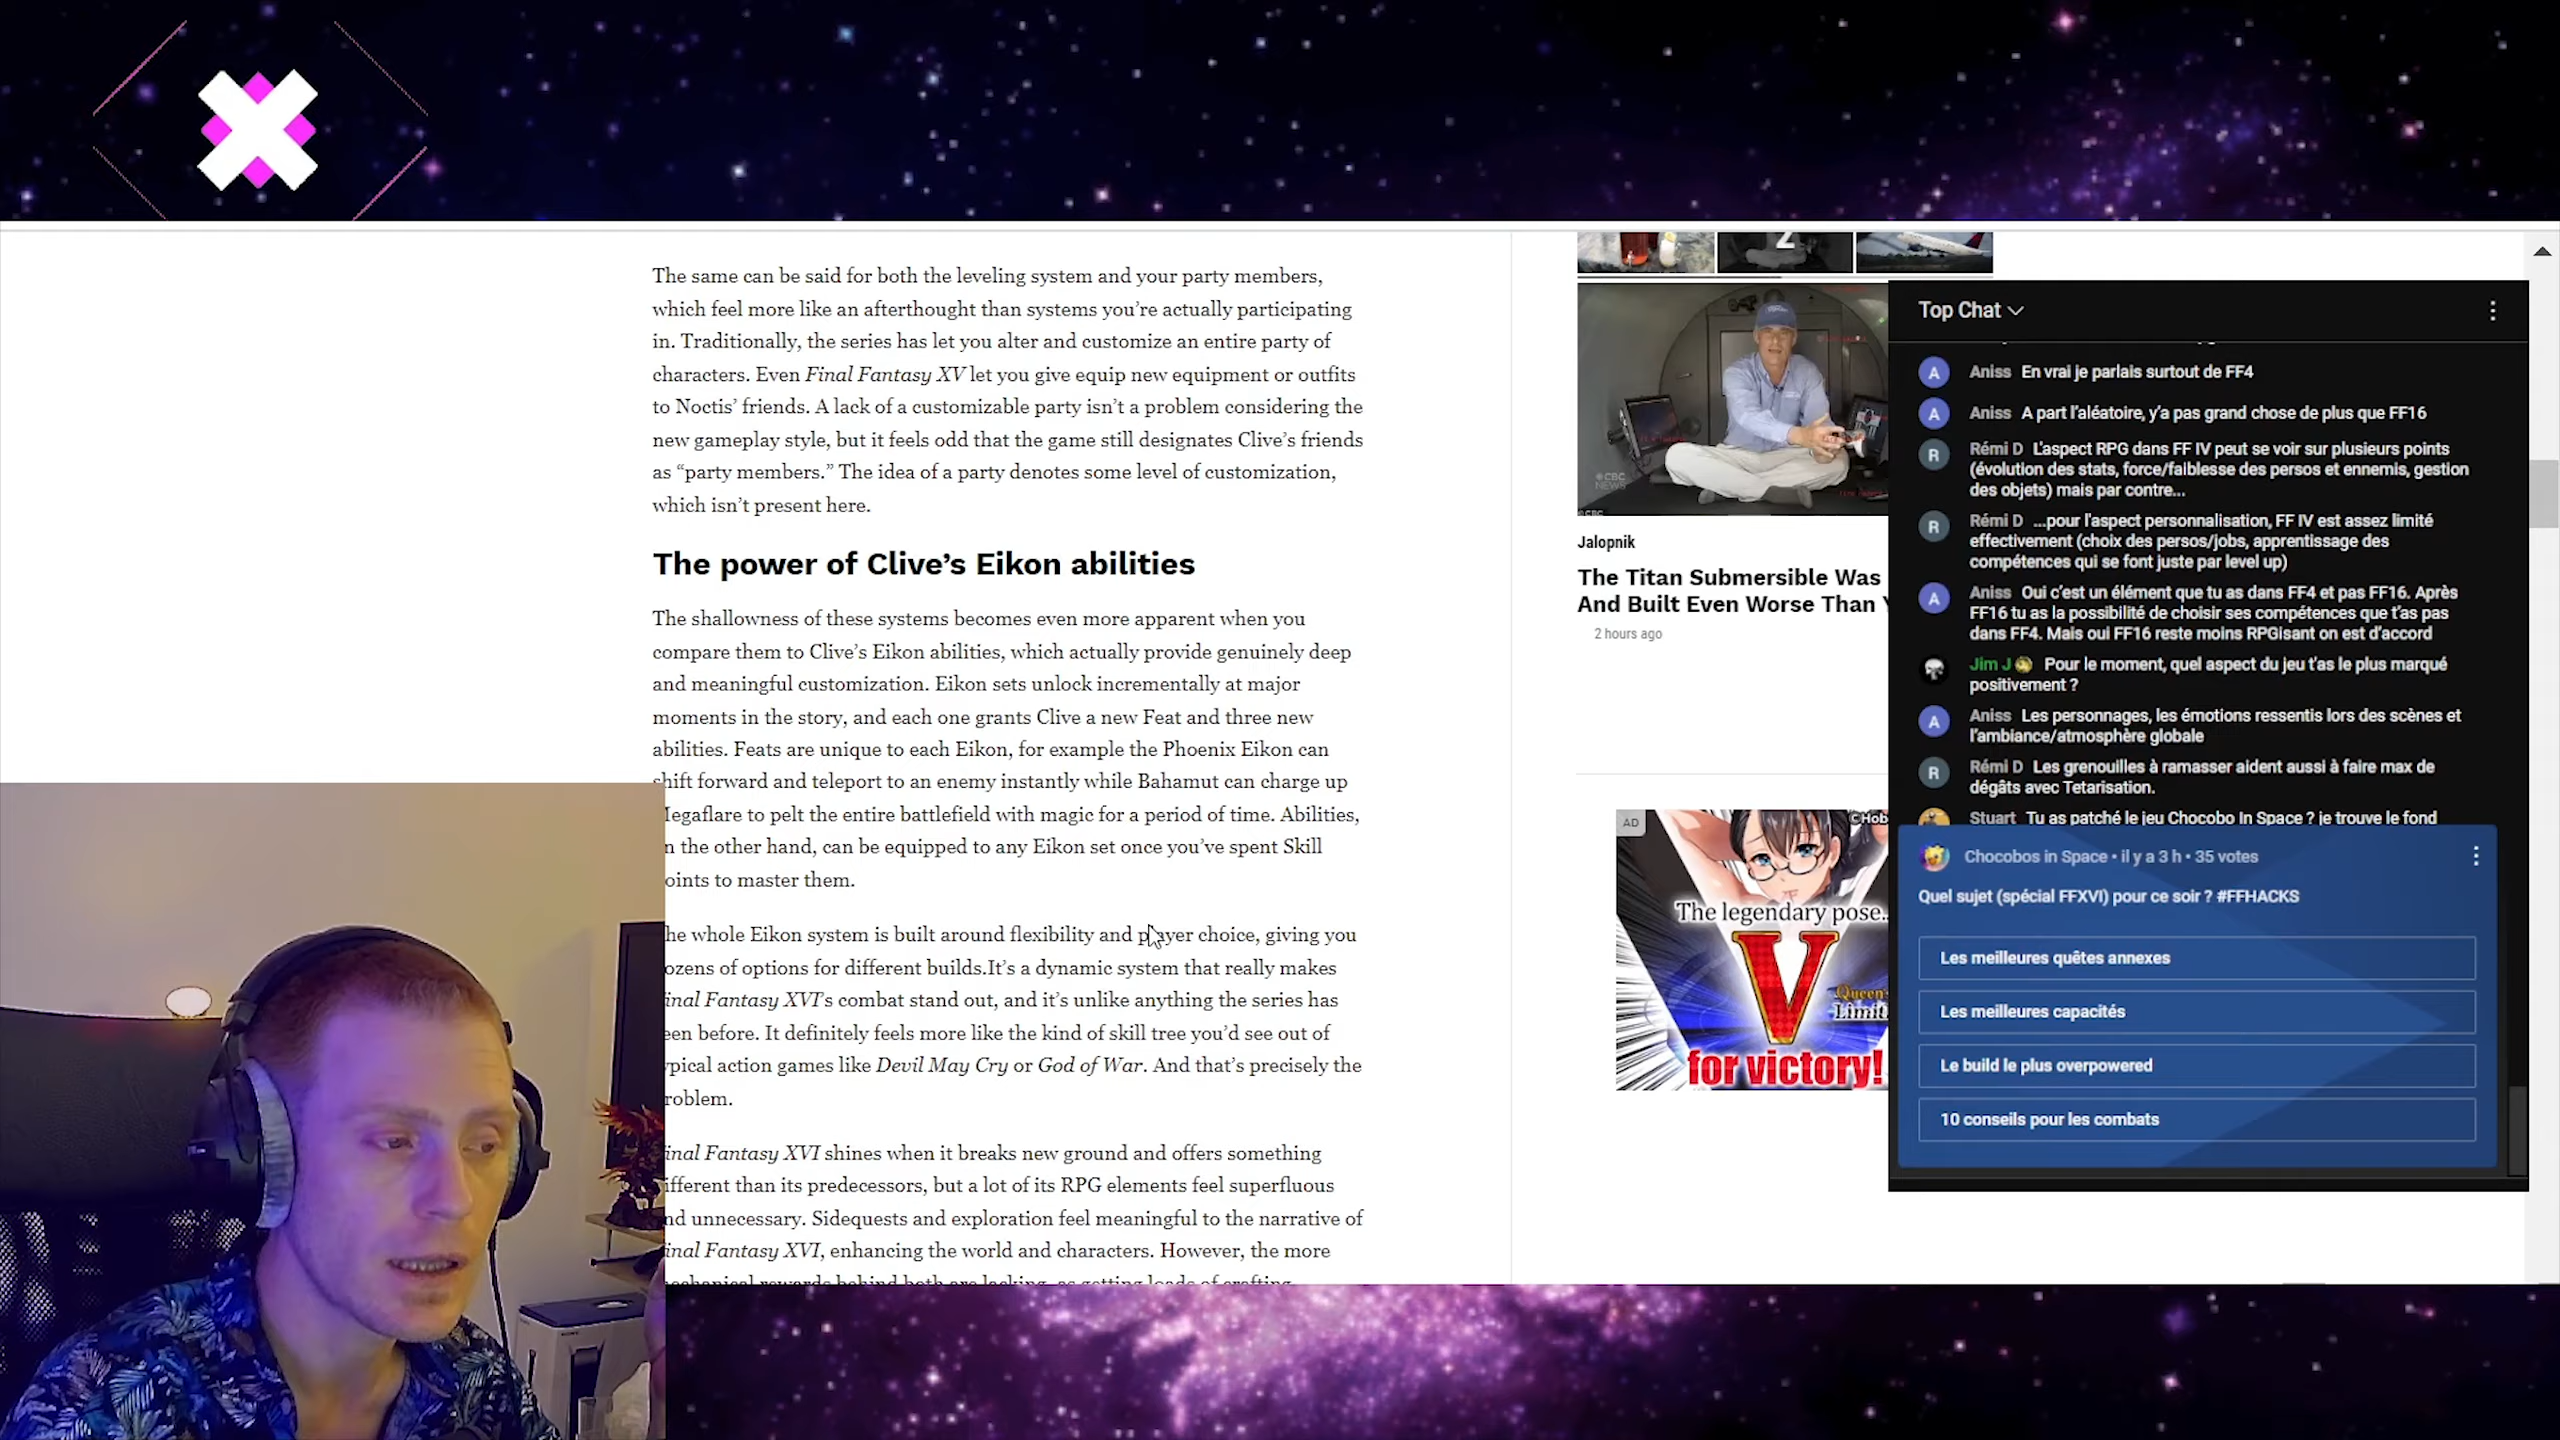 The same can be said for both the leveling system and your party members,
which feel more like an afterthought than systems you're actually participating
in. Traditionally, the series has let you alter and customize an entire party of
characters. Even Final Fantasy XV let you give equip new equipment or outfits
to Noctis' friends. A lack of a customizable party isn't a problem considering the
new gameplay style, but it feels odd that the game still designates Clive's friends
as “party members.” The idea of a party denotes some level of customization,
which isn't present here.
The power of Clive's Eikon abilities
The shallowness of these systems becomes even more apparent when you
compare them to Clive's Eikon abilities, which actually provide genuinely deep
and meaningful customization. Eikon sets unlock incrementally at major
moments in the story, and each one grants Clive a new Feat and three new
abilities. Feats are unique to each Eikon, for example the Phoenix Eikon can
shift forward and teleport to an enemy instantly while Bahamut can charge up
egaflare to pelt the entire battlefield with magic for a period of time. Abilities,
n the other hand, can be equipped to any Eikon set once you've spent Skill
oints to master them.
he whole Eikon system is built around flexibility and player choice, giving you
ozens of options for different builds.It's a dynamic system that really makes
inal Fantasy XVI's combat stand out, and it's unlike anything the series has
een before. It definitely feels more like the kind of skill tree you'd see out of
ypical action games like Devil May Cry or God of War. And that's precisely the
roblem.
inal Fantasy XVI shines when it breaks new ground and offers something
ifferent than its predecessors, but a lot of its RPG elements feel superfluous
nd unnecessary. Sidequests and exploration feel meaningful to the narrative of
inal Fantasy XVI, enhancing the world and characters. However, the more
mechanical rewards behind both are lacking, as getting loads of crafting
CBC
NEWS
Jalopnik
The Titan Submersible Was
And Built Even Worse Than Y
2 hours ago
AD
©Hob
The legendary pose..
V
Queen's
Limit
for victory!
Top Chat
Aniss En vrai je parlais surtout de FF4
Aniss A part l'aléatoire, y'a pas grand chose de plus que FF16
Rémi D L'aspect RPG dans FF IV peut se voir sur plusieurs points
(évolution des stats, force/faiblesse des persos et ennemis, gestion
des objets) mais par contre...
Rémi D ...pour l'aspect personnalisation, FF IV est assez limité
effectivement (choix des persos/jobs, apprentissage des
compétences qui se font juste par level up)
Aniss Oui c'est un élément que tu as dans FF4 et pas FF16. Après
FF16 tu as la possibilité de choisir ses compétences que t'as pas
dans FF4. Mais oui FF16 reste moins RPGisant on est d'accord
Jim J Pour le moment, quel aspect du jeu t'as le plus marqué
positivement ?
Aniss Les personnages, les émotions ressentis lors des scènes et
l'ambiance/atmosphère globale
Rémi D Les grenouilles à ramasser aident aussi à faire max de
dégâts avec Tetarisation.
Stuart Tu as patché le jeu Chocobo In Space ? je trouve le fond
Chocobos in Space • il y a 3 h • 35 votes
Quel sujet (spécial FFXVI) pour ce soir ? #FFHACKS
Les meilleures quêtes annexes
Les meilleures capacités
Le build le plus overpowered
10 conseils pour les combats